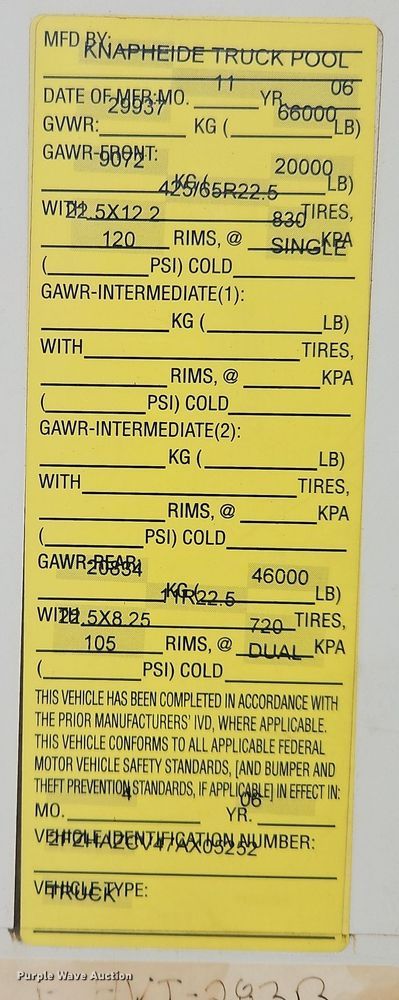 MFD BY: KNAPHEIDE TRUCK POOL
DATE OF MFR: MO. 11 YR. 06
GVWR: 29937 KG ( 66000 LB)
GAWR-FRONT:
9072 KG ( 20000 LB)
WITH 425/65R22.5 TIRES,
22.5X12.2 RIMS, @ 830 KPA
( 120 PSI) COLD SINGLE
GAWR-INTERMEDIATE(1):
KG ( LB)
WITH TIRES,
RIMS, @ KPA
( PSI) COLD
GAWR-INTERMEDIATE(2):
KG ( LB)
WITH TIRES,
RIMS, @ KPA
( PSI) COLD
GAWR-REAR:
20854 KG ( 46000 LB)
WITH 11R22.5 TIRES,
22.5X8.25 RIMS, @ 720 KPA
( 105 PSI) COLD DUAL
THIS VEHICLE HAS BEEN COMPLETED IN ACCORDANCE WITH
THE PRIOR MANUFACTURERS' IVD, WHERE APPLICABLE.
THIS VEHICLE CONFORMS TO ALL APPLICABLE FEDERAL
MOTOR VEHICLE SAFETY STANDARDS, [AND BUMPER AND
THEFT PREVENTION STANDARDS, IF APPLICABLE] IN EFFECT IN:
MO. 4 YR. 06
VEHICLE IDENTIFICATION NUMBER:
2FZHAZCV47AX05252
VEHICLE TYPE:
TRUCK
Purple Wave Auction